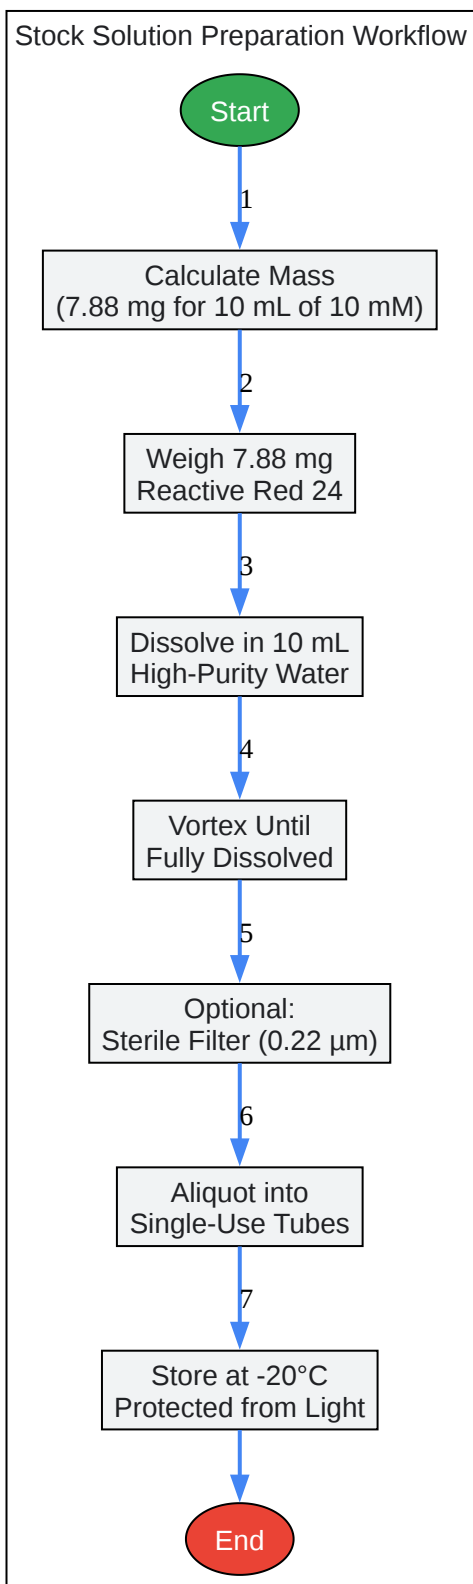 Stock Solution Preparation Workflow
Start
1
Calculate Mass
(7.88 mg for 10 mL of 10 mM)
2
Weigh 7.88 mg
Reactive Red 24
3
Dissolve in 10 mL
High-Purity Water
4
Vortex Until
Fully Dissolved
5
Optional:
Sterile Filter (0.22 µm)
6
Aliquot into
Single-Use Tubes
7
Store at -20°C
Protected from Light
End